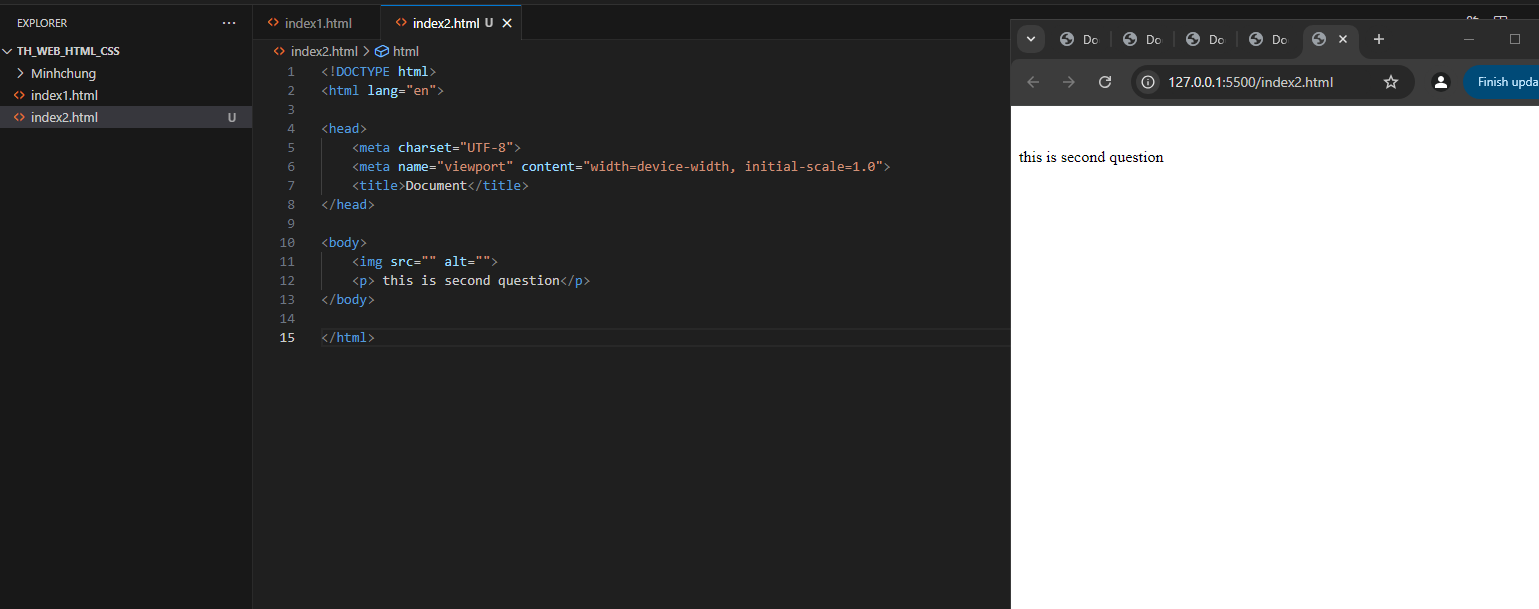 EXPLORER
···
TH_WEB_HTML_CSS
Minhchung
index1.html
index2.html U
index1.html
index2.html U
index2.html > html
1 <!DOCTYPE html>
2 <html lang="en">
3
4 <head>
5 <meta charset="UTF-8">
6 <meta name="viewport" content="width=device-width, initial-scale=1.0">
7 <title>Document</title>
8 </head>
9
10 <body>
11 <img src="" alt="">
12 <p> this is second question</p>
13 </body>
14
15 </html>
Do Do Do Do
127.0.0.1:5500/index2.html
Finish upda
this is second question